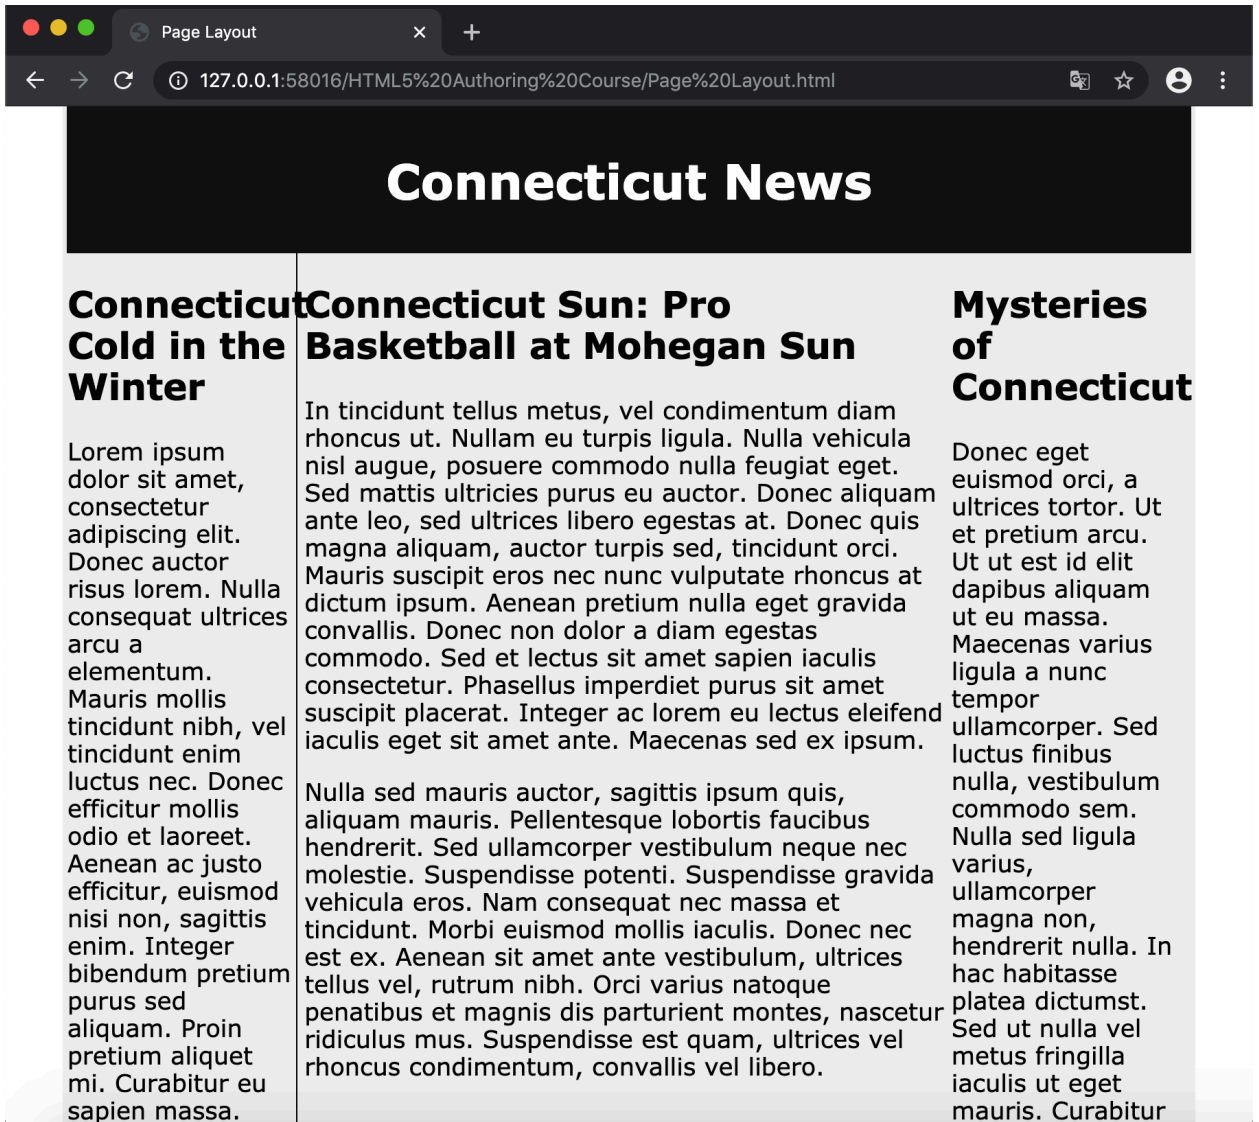 Page Layout
127.0.0.1:58016/HTML5%20Authoring%20Course/Page%20Layout.html
Connecticut News
Connecticut
Cold in the
Winter
Lorem ipsum
dolor sit amet,
consectetur
adipiscing elit.
Donec auctor
risus lorem. Nulla
consequat ultrices
arcu a
elementum.
Mauris mollis
tincidunt nibh, vel
tincidunt enim
luctus nec. Donec
efficitur mollis
odio et laoreet.
Aenean ac justo
efficitur, euismod
nisi non, sagittis
enim. Integer
bibendum pretium
purus sed
aliquam. Proin
pretium aliquet
mi. Curabitur eu
sapien massa.
Connecticut Sun: Pro
Basketball at Mohegan Sun
In tincidunt tellus metus, vel condimentum diam
rhoncus ut. Nullam eu turpis ligula. Nulla vehicula
nisl augue, posuere commodo nulla feugiat eget.
Sed mattis ultricies purus eu auctor. Donec aliquam
ante leo, sed ultrices libero egestas at. Donec quis
magna aliquam, auctor turpis sed, tincidunt orci.
Mauris suscipit eros nec nunc vulputate rhoncus at
dictum ipsum. Aenean pretium nulla eget gravida
convallis. Donec non dolor a diam egestas
commodo. Sed et lectus sit amet sapien iaculis
consectetur. Phasellus imperdiet purus sit amet
suscipit placerat. Integer ac lorem eu lectus eleifend
iaculis eget sit amet ante. Maecenas sed ex ipsum.
Nulla sed mauris auctor, sagittis ipsum quis,
aliquam mauris. Pellentesque lobortis faucibus
hendrerit. Sed ullamcorper vestibulum neque nec
molestie. Suspendisse potenti. Suspendisse gravida
vehicula eros. Nam consequat nec massa et
tincidunt. Morbi euismod mollis iaculis. Donec nec
est ex. Aenean sit amet ante vestibulum, ultrices
tellus vel, rutrum nibh. Orci varius natoque
penatibus et magnis dis parturient montes, nascetur
ridiculus mus. Suspendisse est quam, ultrices vel
rhoncus condimentum, convallis vel libero.
Mysteries
of
Connecticut
Donec eget
euismod orci, a
ultrices tortor. Ut
et pretium arcu.
Ut ut est id elit
dapibus aliquam
ut eu massa.
Maecenas varius
ligula a nunc
tempor
ullamcorper. Sed
luctus finibus
nulla, vestibulum
commodo sem.
Nulla sed ligula
varius,
ullamcorper
magna non,
hendrerit nulla. In
hac habitasse
platea dictumst.
Sed ut nulla vel
metus fringilla
iaculis ut eget
mauris. Curabitur